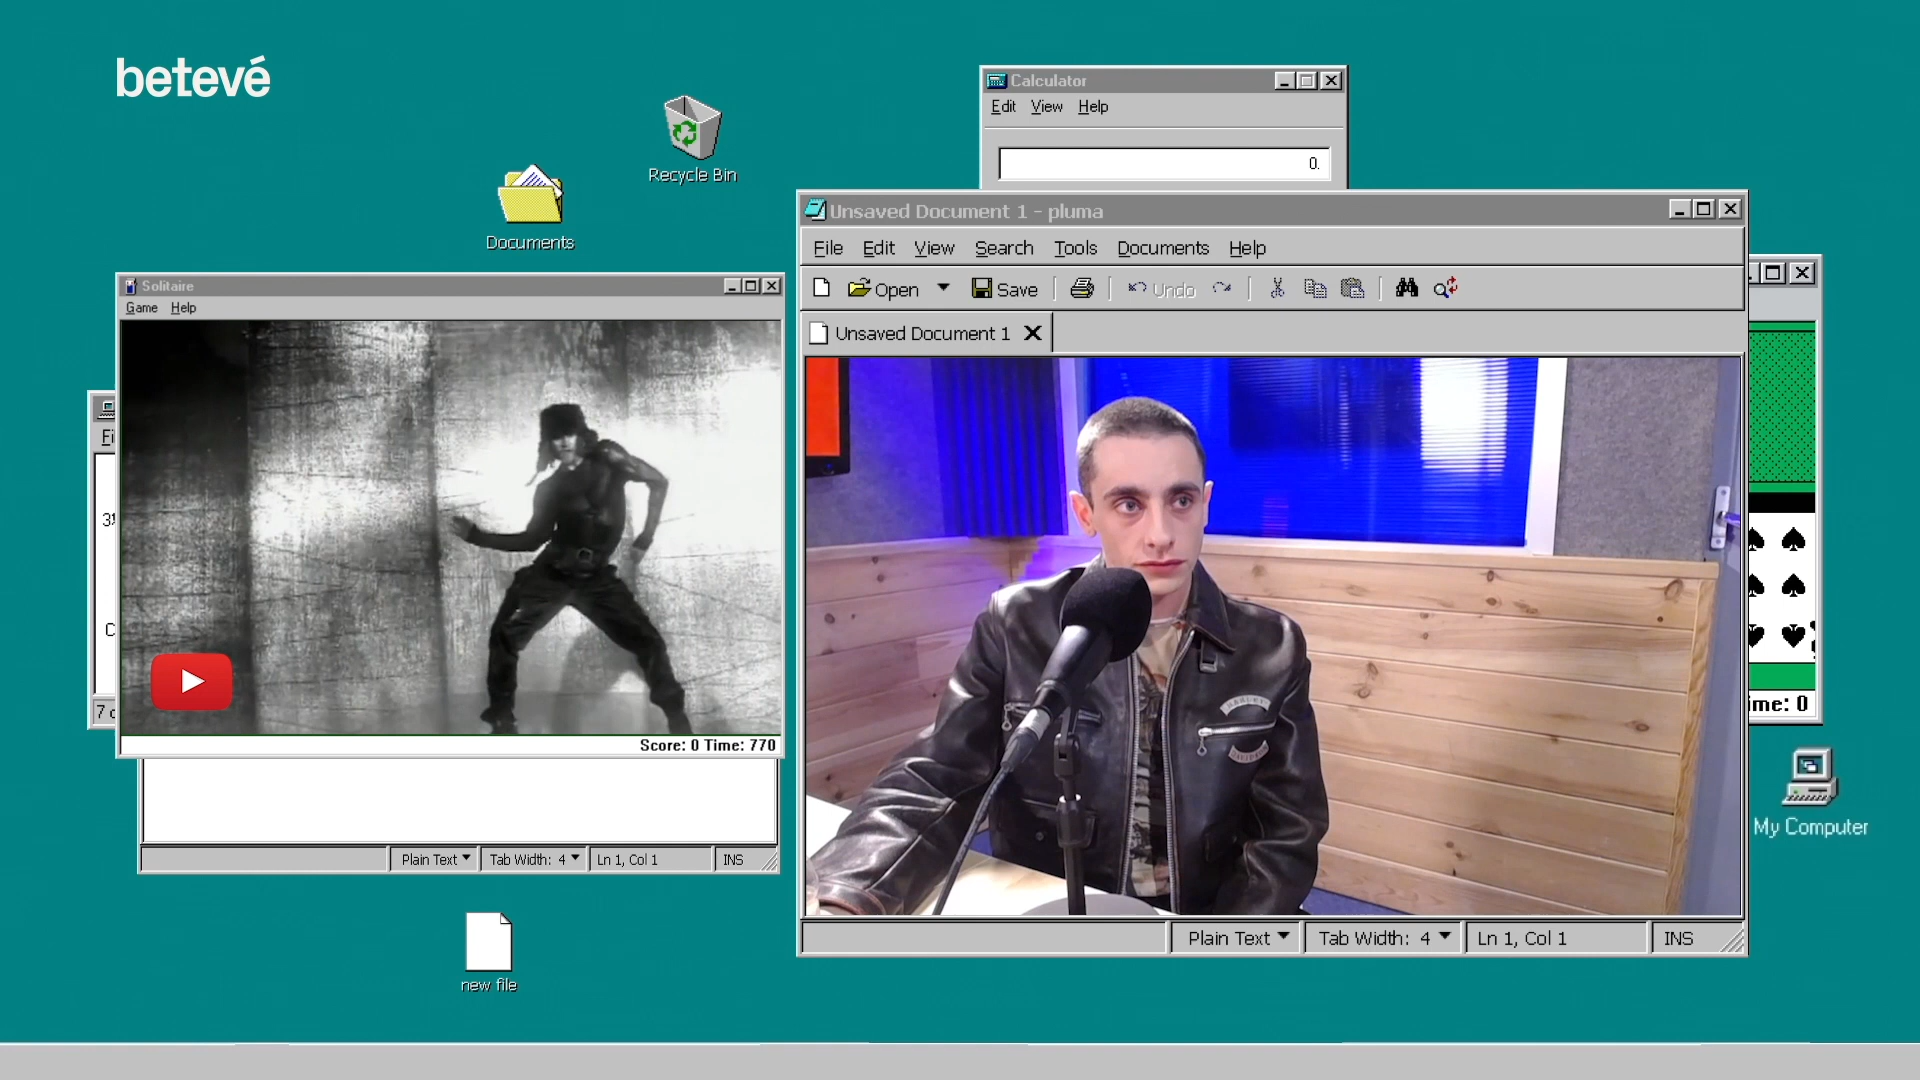 betevé
Recycle Bin
Documents
Calculator
Edit View Help
0.
Unsaved Document 1 - pluma
File Edit View Search Tools Documents Help
Open Save Undo
Unsaved Document 1
Plain Text Tab Width: 4 Ln 1, Col 1 INS
Solitaire
Game Help
Score: 0 Time: 770
Plain Text Tab Width: 4 Ln 1, Col 1 INS
ime: 0
My Computer
new file